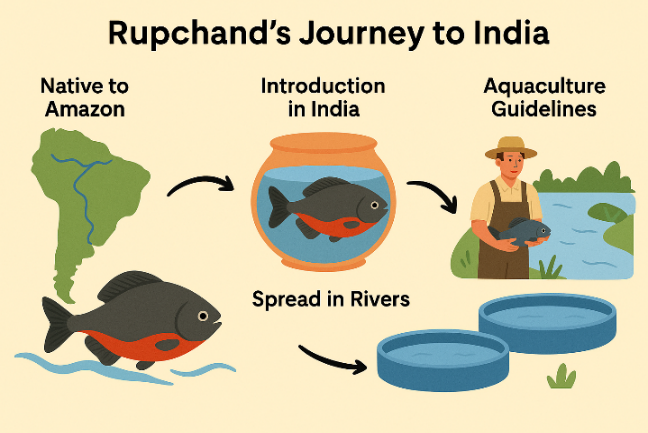 Rupchand's Journey to India
Native to
Amazon
Introduction
in India
Aquaculture
Guidelines
Spread in Rivers